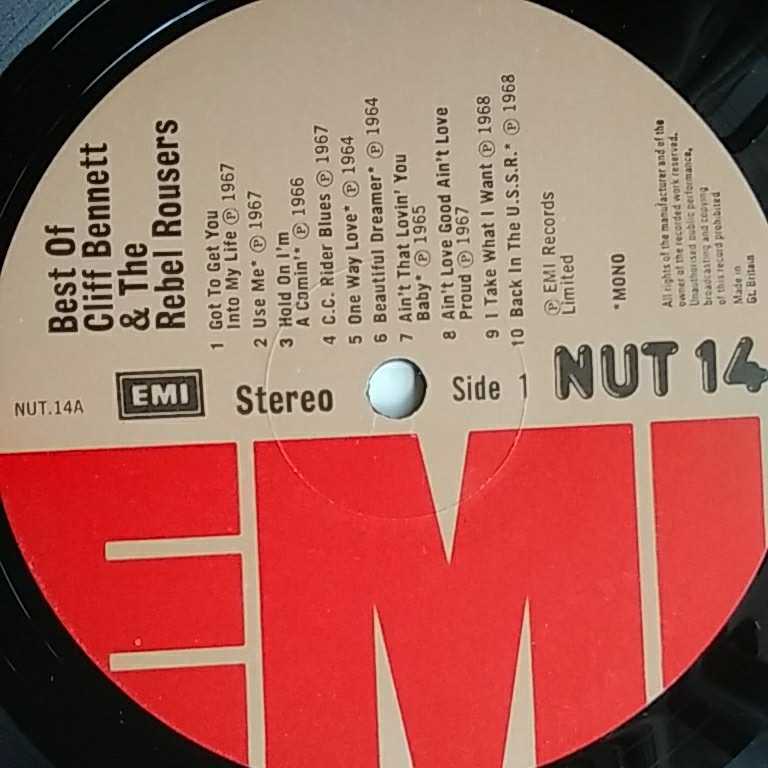 Best Of
Cliff Bennett
& The
Rebel Rousers
1 Got To Get You
Into My Life ℗ 1967
2 Use Me* ℗ 1967
3 Hold On I'm
A Comin'* ℗ 1966
4 C.C. Rider Blues ℗ 1967
5 One Way Love* ℗ 1964
6 Beautiful Dreamer* ℗ 1964
7 Ain't That Lovin' You
Baby* ℗ 1965
8 Ain't Love Good Ain't Love
Proud ℗ 1967
9 I Take What I Want ℗ 1968
10 Back In The U.S.S.R.* ℗ 1968
℗ EMI Records
Limited
*MONO
All rights of the manufacturer and of the
owner of the recorded work reserved.
Unauthorised public performance,
broadcasting and copying
of this record prohibited
Made in
Gt. Britain
NUT.14A
EMI
Stereo
Side 1
NUT 14
EMI